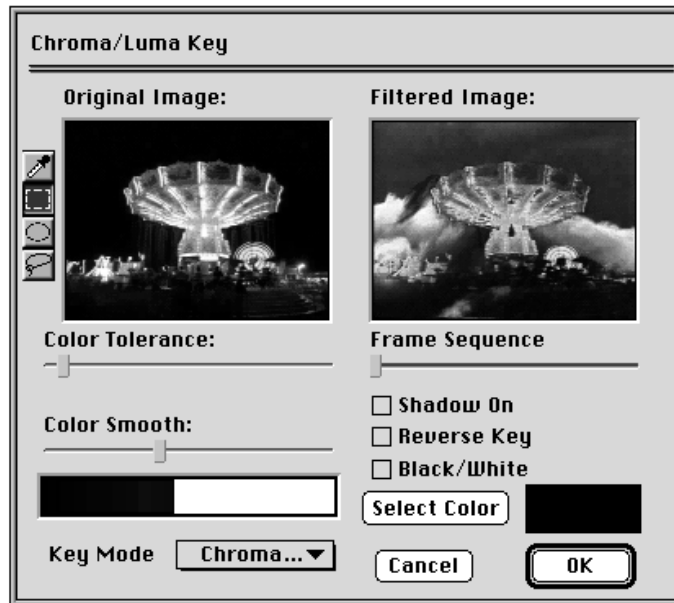 Chroma/Luma Key
Original Image:
Filtered Image:
Color Tolerance:
Frame Sequence
Shadow On
Color Smooth:
Reverse Key
Black/White
Select Color
Key Mode
Chroma...
Cancel
OK